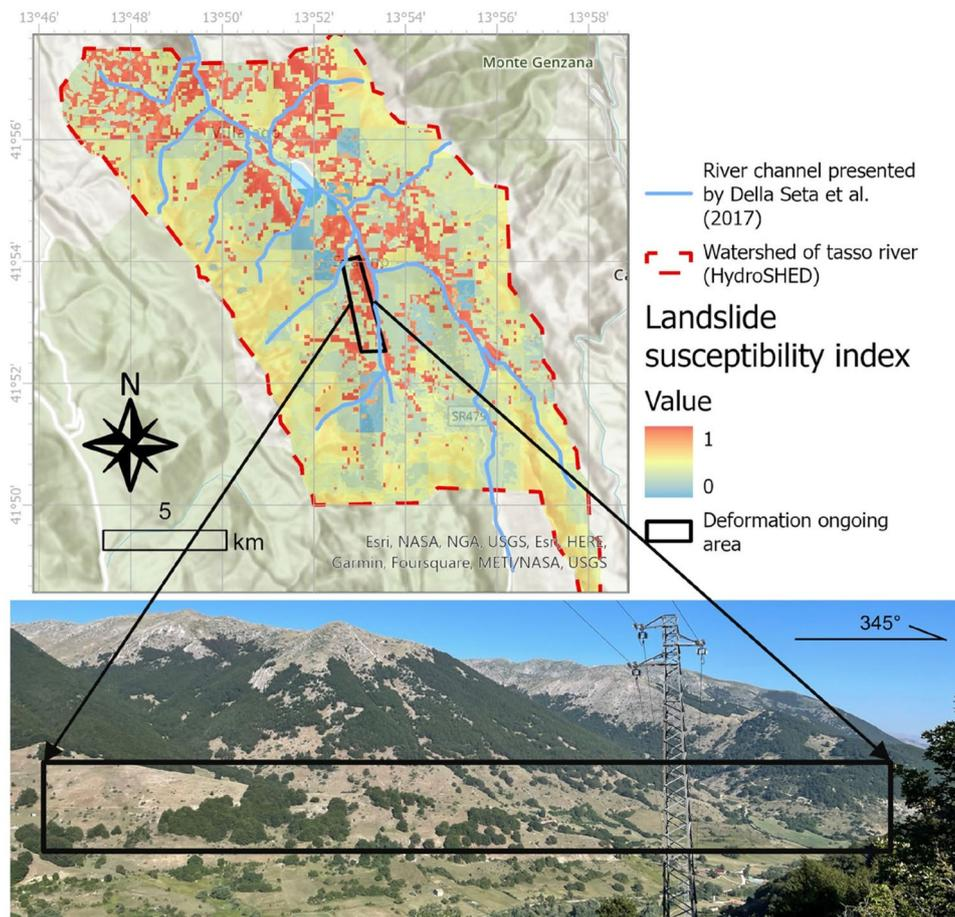 13°46' 13°48' 13°50' 13°52' 13°54' 13°56' 13°58'
Monte Genzana
41°56'
41°54'
41°52'
41°50'
SR479
N
5
km
Esri, NASA, NGA, USGS, Esri, HERE,
Garmin, Foursquare, METI/NASA, USGS
River channel presented
by Della Seta et al.
(2017)
Watershed of tasso river
(HydroSHED)
Ca
Landslide
susceptibility index
Value
1
0
Deformation ongoing
area
345°